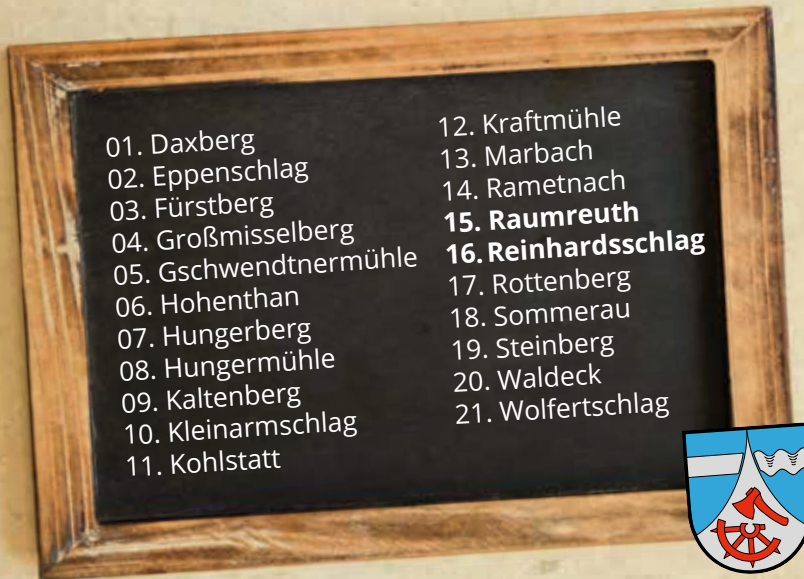 01. Daxberg
02. Eppenschlag
03. Fürstberg
04. Großmisselberg
05. Gschwendtnermühle
06. Hohenthan
07. Hungerberg
08. Hungermühle
09. Kaltenberg
10. Kleinarmschlag
11. Kohlstatt
12. Kraftmühle
13. Marbach
14. Rametnach
15. Raumreuth
16. Reinhardsschlag
17. Rottenberg
18. Sommerau
19. Steinberg
20. Waldeck
21. Wolfertschlag